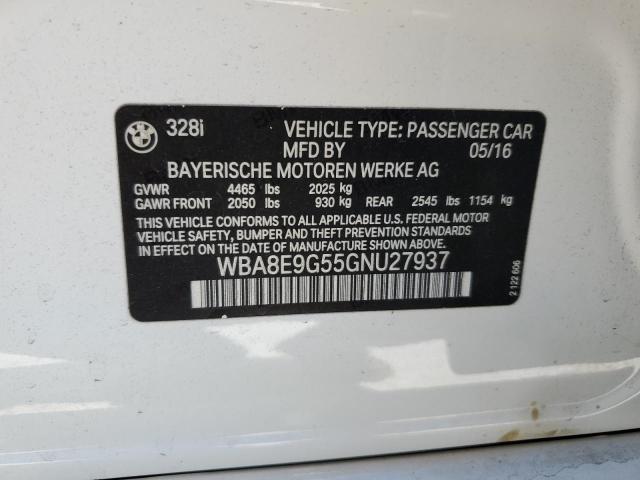 BMW
328i VEHICLE TYPE: PASSENGER CAR
MFD BY 05/16
BAYERISCHE MOTOREN WERKE AG
GVWR 4465 lbs 2025 kg
GAWR FRONT 2050 lbs 930 kg REAR 2545 lbs 1154 kg
THIS VEHICLE CONFORMS TO ALL APPLICABLE U.S. FEDERAL MOTOR
VEHICLE SAFETY, BUMPER AND THEFT PREVENTION STANDARDS
IN EFFECT ON THE DATE OF MANUFACTURE SHOWN ABOVE.
WBA8E9G55GNU27937
2 122 606